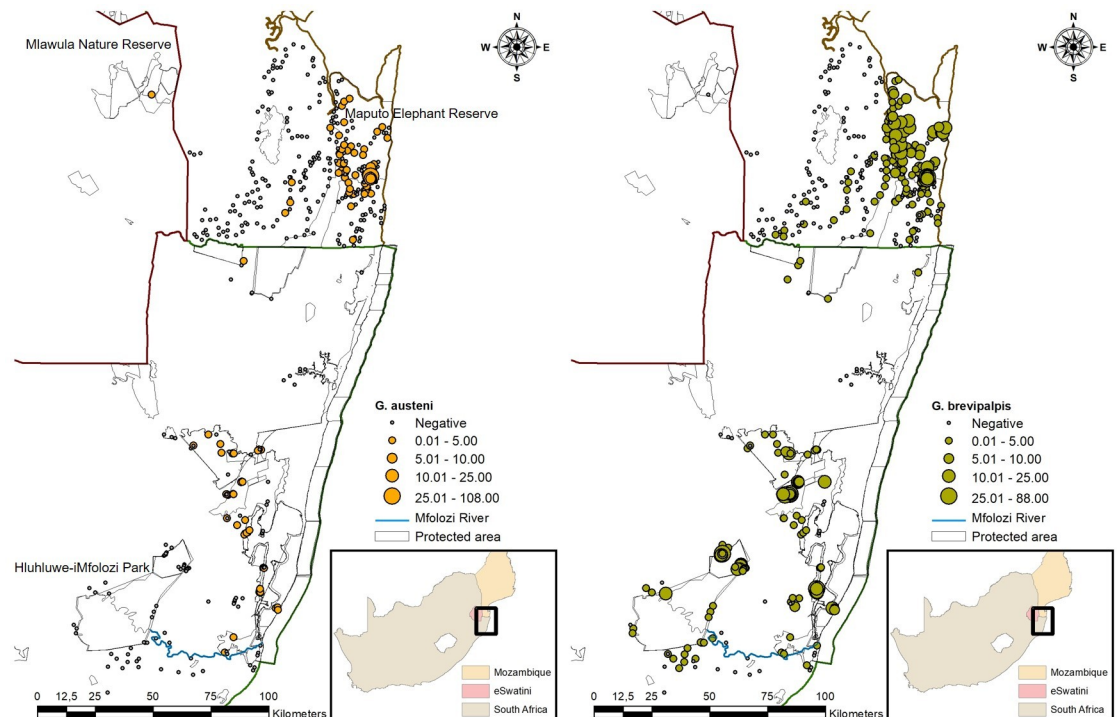 N
W E
S
Mlawula Nature Reserve
Maputo Elephant Reserve
G. austeni
Negative
0.01 - 5.00
5.01 - 10.00
10.01 - 25.00
25.01 - 108.00
Mfolozi River
Protected area
Hluhluwe-iMfolozi Park
Mozambique
eSwatini
South Africa
0 12,5 25 50 75 100
Kilometers
N
W E
S
G. brevipalpis
Negative
0.01 - 5.00
5.01 - 10.00
10.01 - 25.00
25.01 - 88.00
Mfolozi River
Protected area
Mozambique
eSwatini
South Africa
0 12,5 25 50 75 100
Kilometers